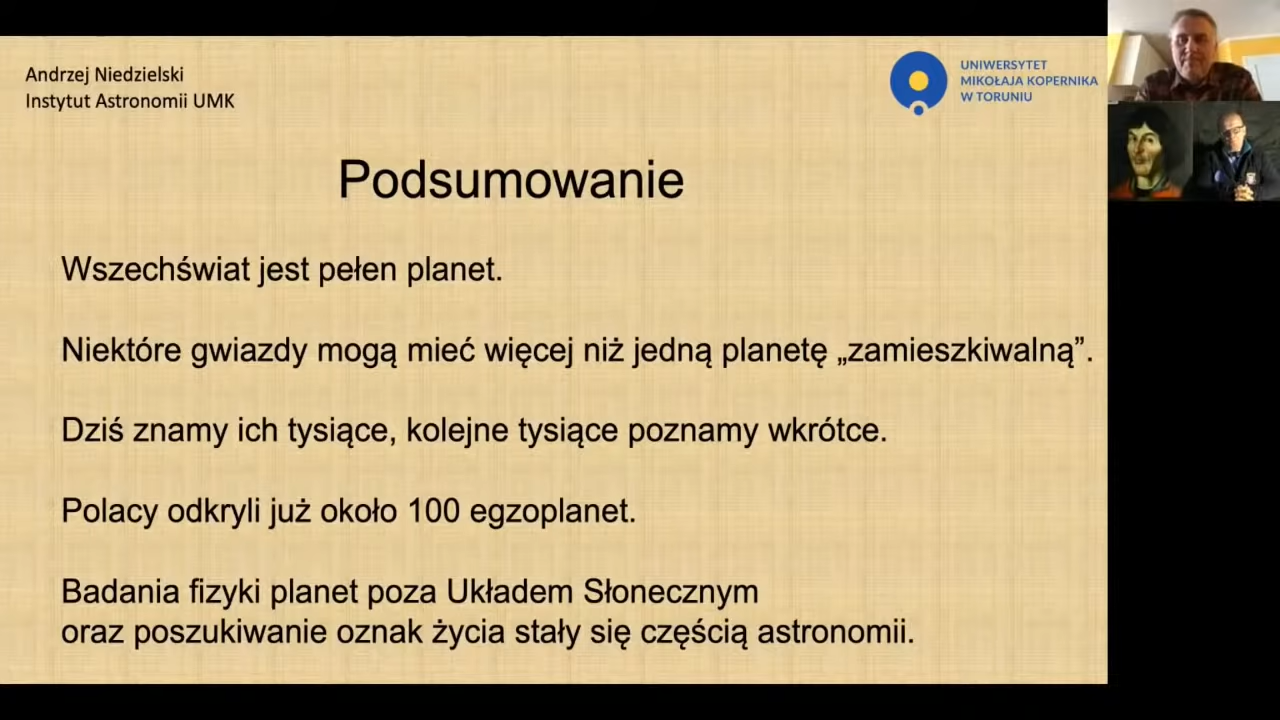 Andrzej Niedzielski
Instytut Astronomii UMK
UNIWERSYTET
MIKOŁAJA KOPERNIKA
W TORUNIU
Podsumowanie
Wszechświat jest pełen planet.
Niektóre gwiazdy mogą mieć więcej niż jedną planetę „zamieszkiwalną”.
Dziś znamy ich tysiące, kolejne tysiące poznamy wkrótce.
Polacy odkryli już około 100 egzoplanet.
Badania fizyki planet poza Układem Słonecznym
oraz poszukiwanie oznak życia stały się częścią astronomii.